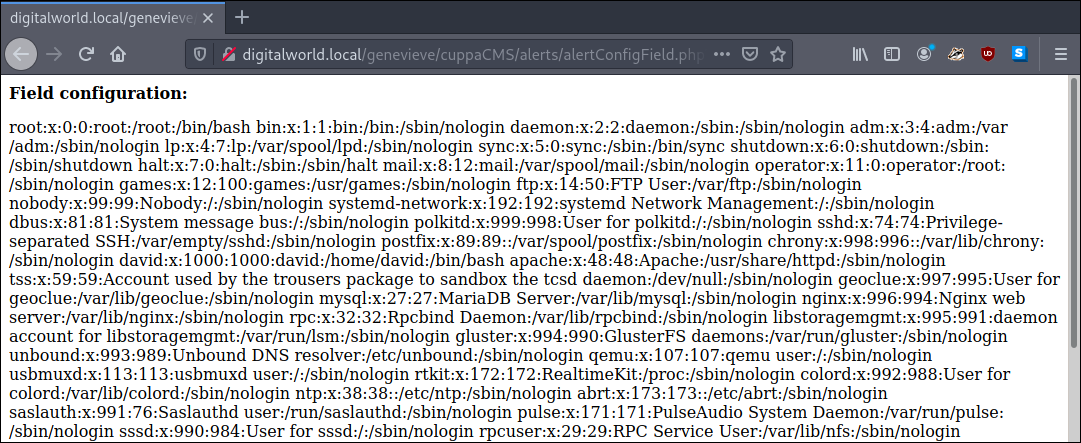 digitalworld.local/genevieve
digitalworld.local/genevieve/cuppaCMS/alerts/alertConfigField.php
Field configuration:
root:x:0:0:root:/root:/bin/bash bin:x:1:1:bin:/bin:/sbin/nologin daemon:x:2:2:daemon:/sbin:/sbin/nologin adm:x:3:4:adm:/var
/adm:/sbin/nologin lp:x:4:7:lp:/var/spool/lpd:/sbin/nologin sync:x:5:0:sync:/sbin:/bin/sync shutdown:x:6:0:shutdown:/sbin:
/sbin/shutdown halt:x:7:0:halt:/sbin:/sbin/halt mail:x:8:12:mail:/var/spool/mail:/sbin/nologin operator:x:11:0:operator:/root:
/sbin/nologin games:x:12:100:games:/usr/games:/sbin/nologin ftp:x:14:50:FTP User:/var/ftp:/sbin/nologin
nobody:x:99:99:Nobody:/:/sbin/nologin systemd-network:x:192:192:systemd Network Management:/:/sbin/nologin
dbus:x:81:81:System message bus:/:/sbin/nologin polkitd:x:999:998:User for polkitd:/:/sbin/nologin sshd:x:74:74:Privilege-
separated SSH:/var/empty/sshd:/sbin/nologin postfix:x:89:89::/var/spool/postfix:/sbin/nologin chrony:x:998:996::/var/lib/chrony:
/sbin/nologin david:x:1000:1000:david:/home/david:/bin/bash apache:x:48:48:Apache:/usr/share/httpd:/sbin/nologin
tss:x:59:59:Account used by the trousers package to sandbox the tcsd daemon:/dev/null:/sbin/nologin geoclue:x:997:995:User for
geoclue:/var/lib/geoclue:/sbin/nologin mysql:x:27:27:MariaDB Server:/var/lib/mysql:/sbin/nologin nginx:x:996:994:Nginx web
server:/var/lib/nginx:/sbin/nologin rpc:x:32:32:Rpcbind Daemon:/var/lib/rpcbind:/sbin/nologin libstoragemgmt:x:995:991:daemon
account for libstoragemgmt:/var/run/lsm:/sbin/nologin gluster:x:994:990:GlusterFS daemons:/var/run/gluster:/sbin/nologin
unbound:x:993:989:Unbound DNS resolver:/etc/unbound:/sbin/nologin qemu:x:107:107:qemu user:/:/sbin/nologin
usbmuxd:x:113:113:usbmuxd user:/:/sbin/nologin rtkit:x:172:172:RealtimeKit:/proc:/sbin/nologin colord:x:992:988:User for
colord:/var/lib/colord:/sbin/nologin ntp:x:38:38::/etc/ntp:/sbin/nologin abrt:x:173:173::/etc/abrt:/sbin/nologin
saslauth:x:991:76:Saslauthd user:/run/saslauthd:/sbin/nologin pulse:x:171:171:PulseAudio System Daemon:/var/run/pulse:
/sbin/nologin sssd:x:990:984:User for sssd:/:/sbin/nologin rpcuser:x:29:29:RPC Service User:/var/lib/nfs:/sbin/nologin